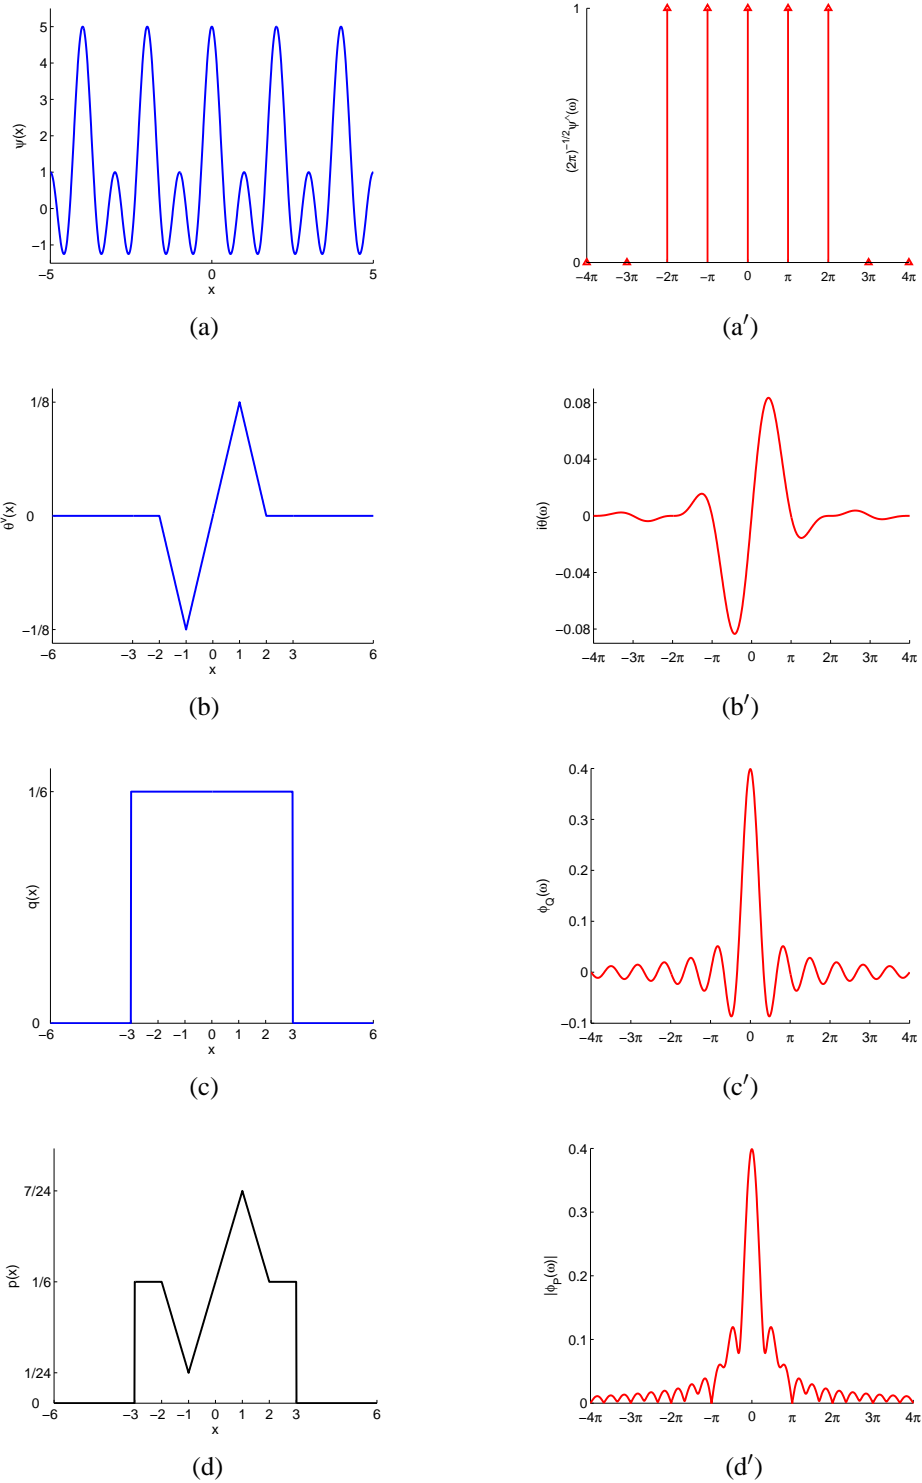 5
4
3
2
1
0
−1
ψ(x)
−5 0 5
x
(a)
1
0
(2π)^{−1/2}ψ^(ω)
−4π −3π −2π −π 0 π 2π 3π 4π
(a′)
1/8
0
−1/8
θ^v(x)
−6 −3 −2 −1 0 1 2 3 6
x
(b)
0.08
0.04
0
−0.04
−0.08
iθ(ω)
−4π −3π −2π −π 0 π 2π 3π 4π
(b′)
1/6
0
q(x)
−6 −3 −2 −1 0 1 2 3 6
x
(c)
0.4
0.3
0.2
0.1
0
−0.1
ϕ_Q(ω)
−4π −3π −2π −π 0 π 2π 3π 4π
(c′)
7/24
1/6
1/24
0
p(x)
−6 −3 −2 −1 0 1 2 3 6
x
(d)
0.4
0.3
0.4
0.1
0
|ϕ_P(ω)|
−4π −3π −2π −π 0 π 2π 3π 4π
(d′)